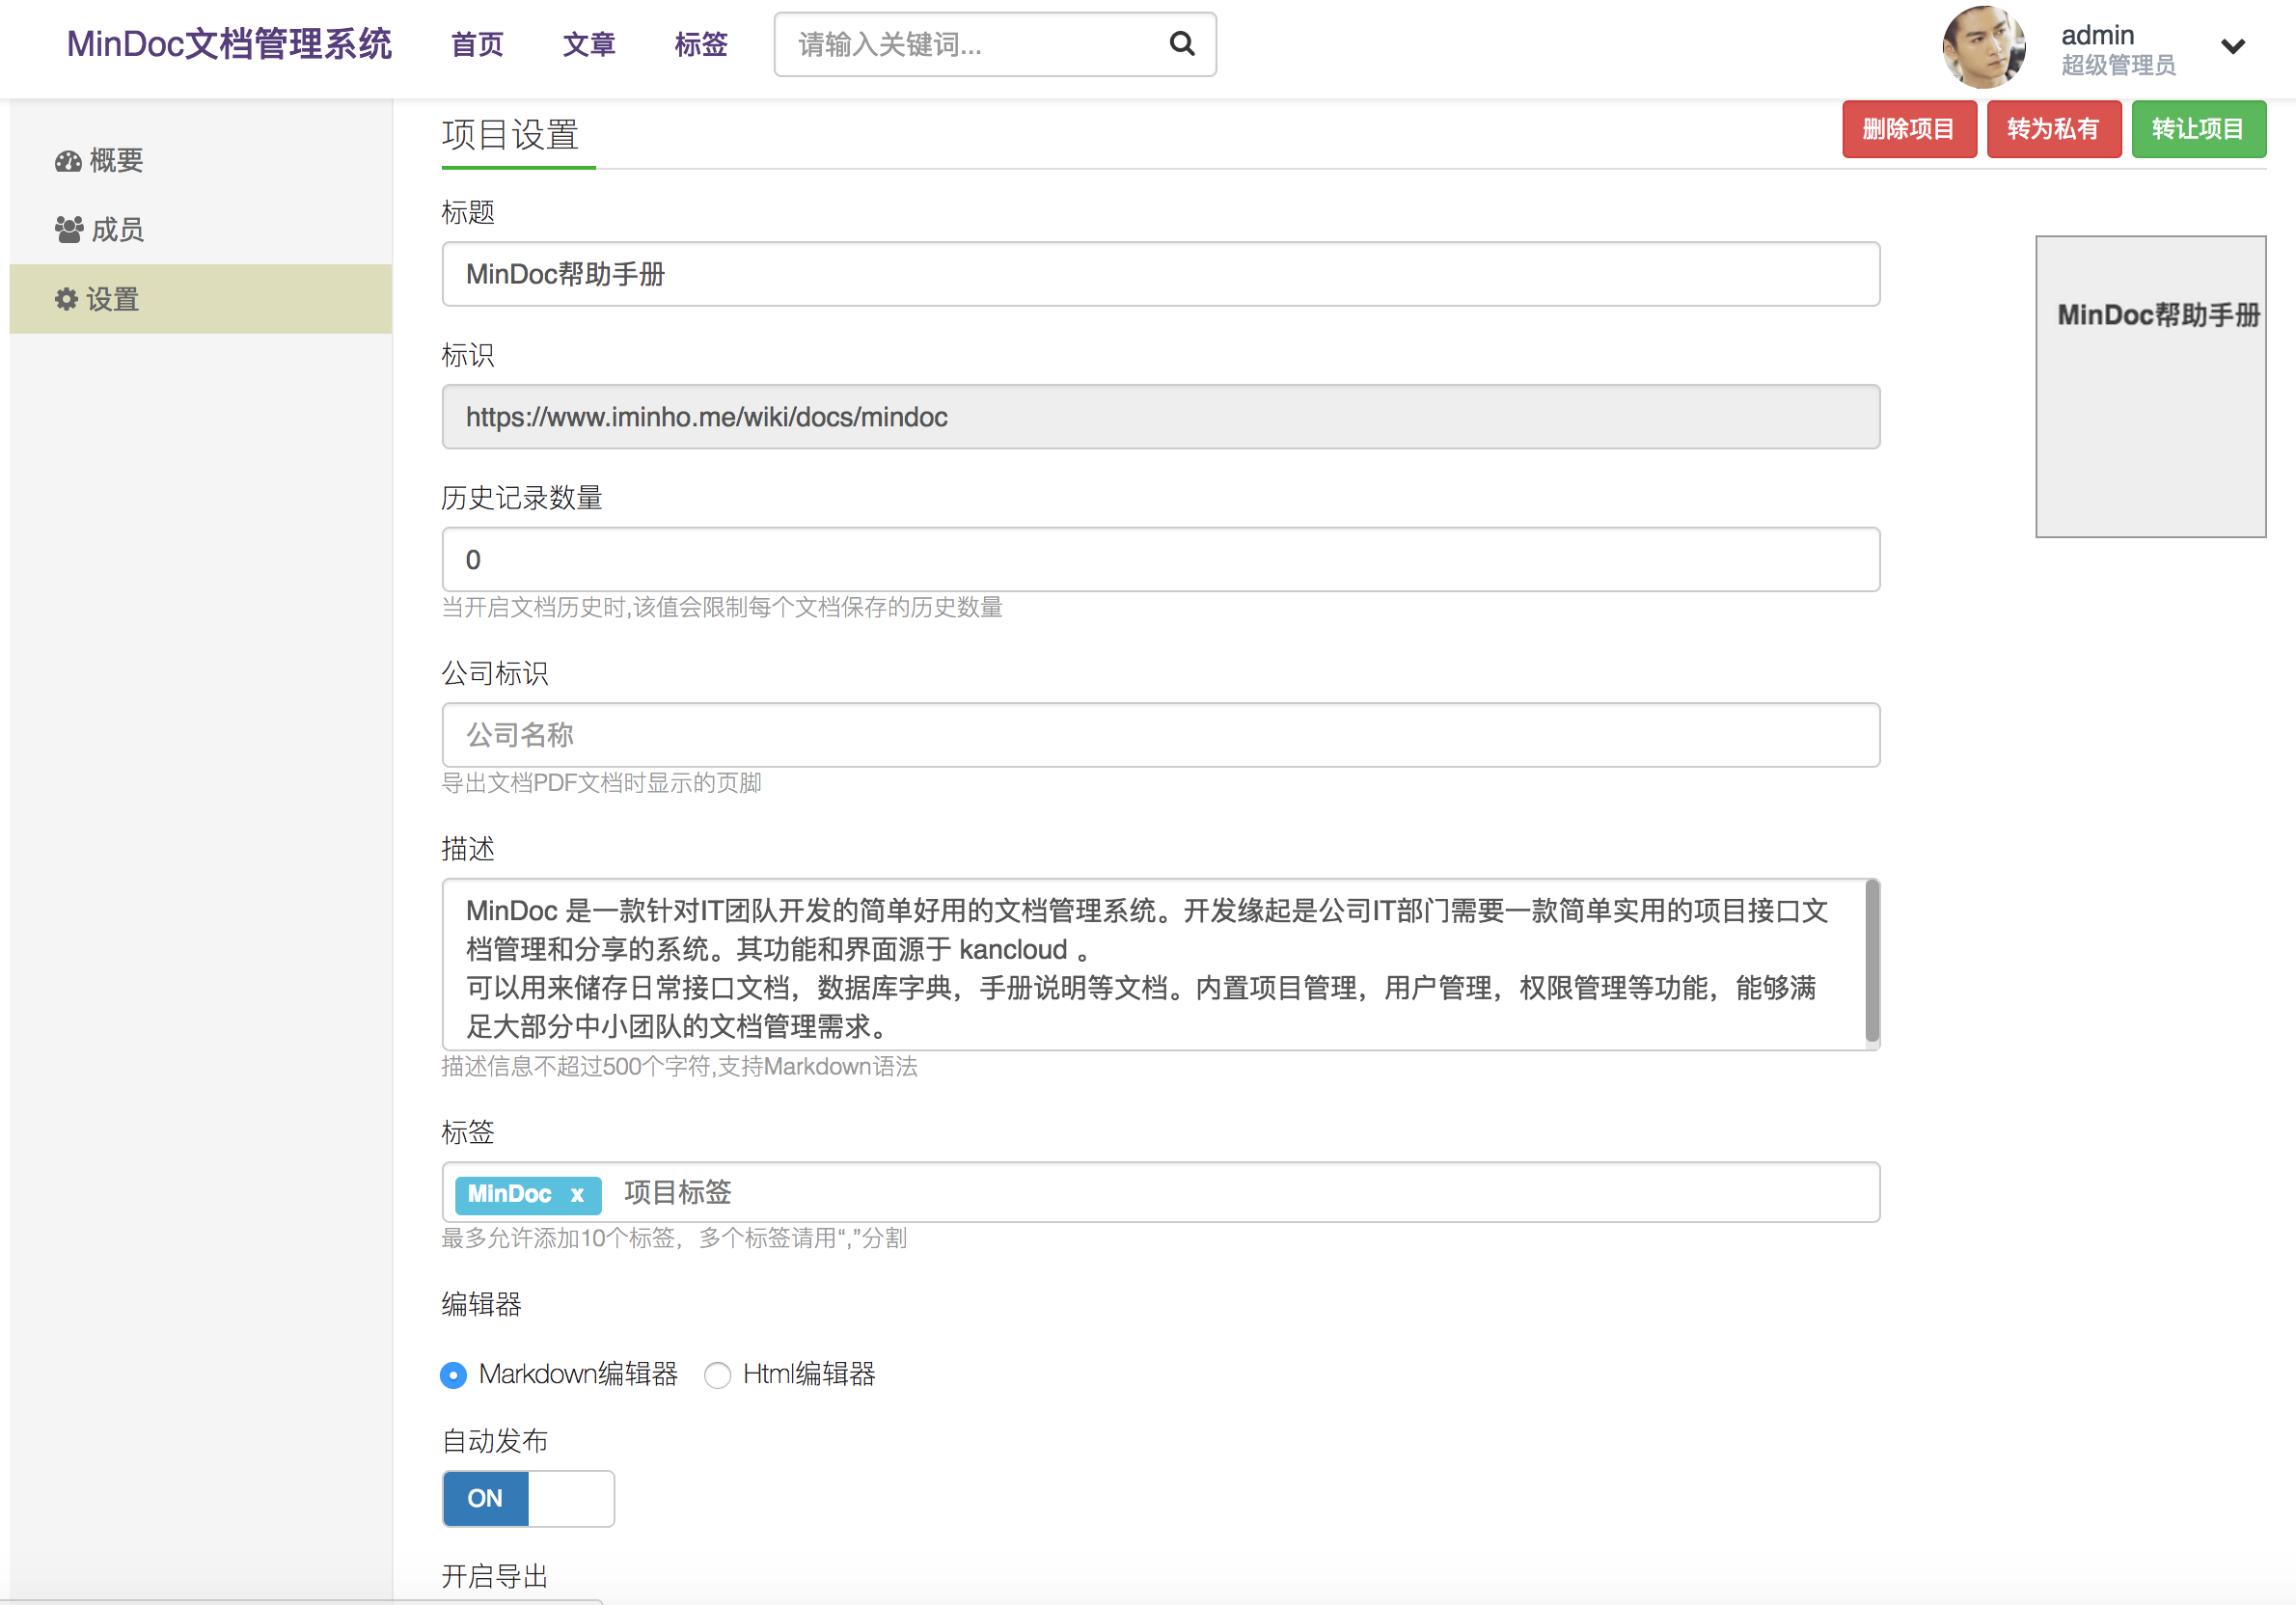 MinDoc文档管理系统 首页 文章 标签 请输入关键词... admin
超级管理员
概要
成员
设置
项目设置
删除项目 转为私有 转让项目
标题
MinDoc帮助手册
MinDoc帮助手册
标识
https://www.iminho.me/wiki/docs/mindoc
历史记录数量
0
当开启文档历史时,该值会限制每个文档保存的历史数量
公司标识
公司名称
导出文档PDF文档时显示的页脚
描述
MinDoc 是一款针对IT团队开发的简单好用的文档管理系统。开发缘起是公司IT部门需要一款简单实用的项目接口文
档管理和分享的系统。其功能和界面源于 kancloud 。
可以用来储存日常接口文档，数据库字典，手册说明等文档。内置项目管理，用户管理，权限管理等功能，能够满
足大部分中小团队的文档管理需求。
描述信息不超过500个字符,支持Markdown语法
标签
MinDoc x 项目标签
最多允许添加10个标签，多个标签请用“,”分割
编辑器
Markdown编辑器 Html编辑器
自动发布
ON
开启导出